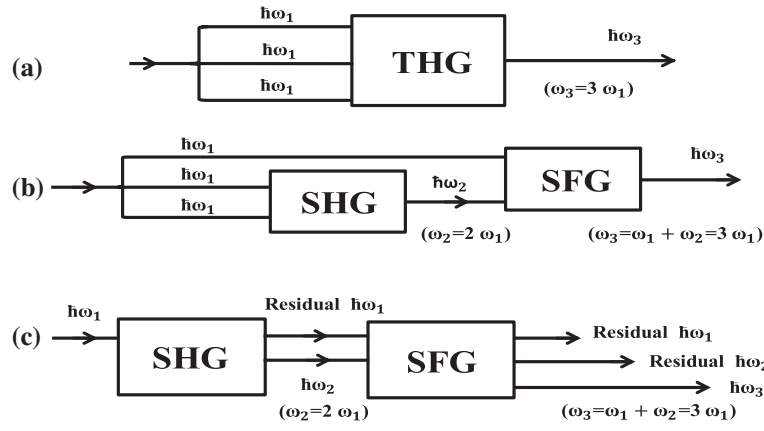 (a)
ħω₁
ħω₁
ħω₁
THG
ħω₃
(ω₃=3 ω₁)
(b)
ħω₁
ħω₁
ħω₁
SHG
ħω₂
(ω₂=2 ω₁)
SFG
ħω₃
(ω₃=ω₁ + ω₂=3 ω₁)
(c)
ħω₁
SHG
Residual ħω₁
ħω₂
(ω₂=2 ω₁)
SFG
Residual ħω₁
Residual ħω₂
ħω₃
(ω₃=ω₁ + ω₂=3 ω₁)